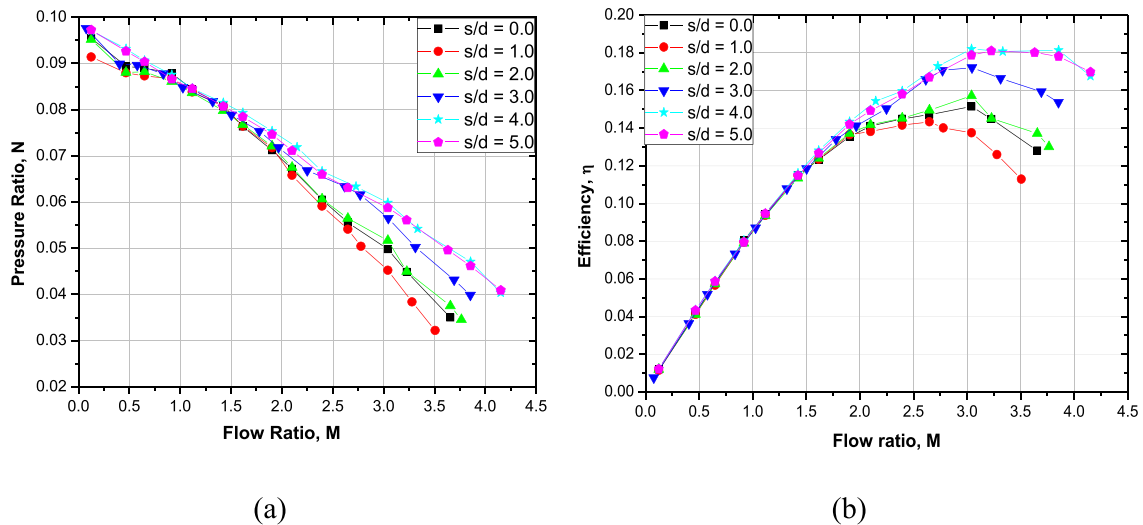 0.10
0.09
0.08
0.07
0.06
0.05
0.04
0.03
0.02
Pressure Ratio, N
0.0 0.5 1.0 1.5 2.0 2.5 3.0 3.5 4.0 4.5
Flow Ratio, M
s/d = 0.0
s/d = 1.0
s/d = 2.0
s/d = 3.0
s/d = 4.0
s/d = 5.0
(a)
0.20
0.18
0.16
0.14
0.12
0.10
0.08
0.06
0.04
0.02
0.00
Efficiency, η
0.0 0.5 1.0 1.5 2.0 2.5 3.0 3.5 4.0 4.5
Flow ratio, M
s/d = 0.0
s/d = 1.0
s/d = 2.0
s/d = 3.0
s/d = 4.0
s/d = 5.0
(b)